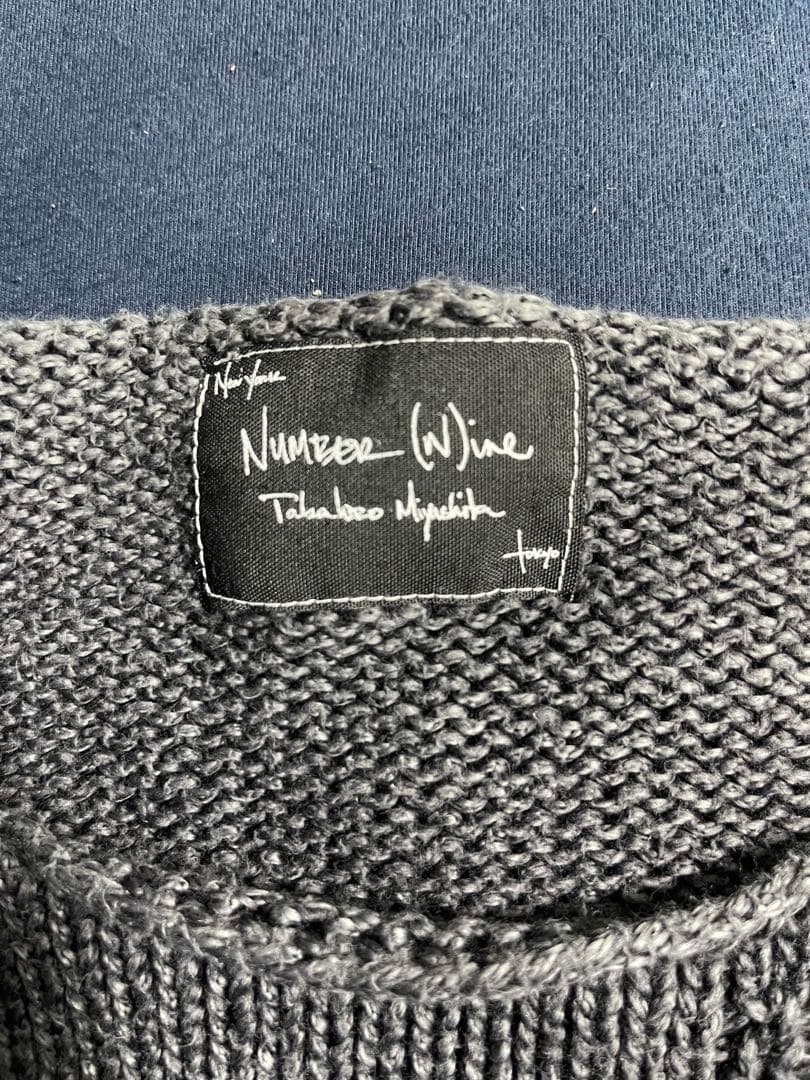 New York
NUMBER (N)ine
Takahiro Miyashita
tokyo